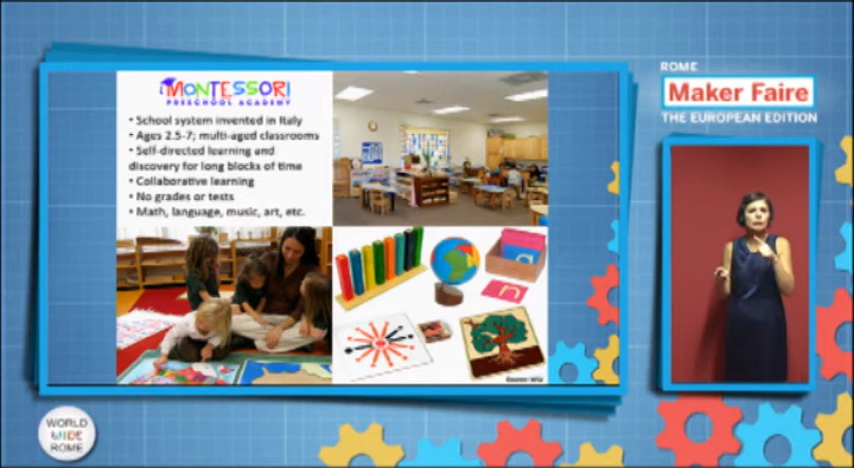 MONTESSORI
PRESCHOOL ACADEMY
• School system invented in Italy
• Ages 2.5-7; multi-aged classrooms
• Self-directed learning and
discovery for long blocks of time
• Collaborative learning
• No grades or tests
• Math, language, music, art, etc.
ROME
Maker Faire
THE EUROPEAN EDITION
WORLD
WIDE
ROME